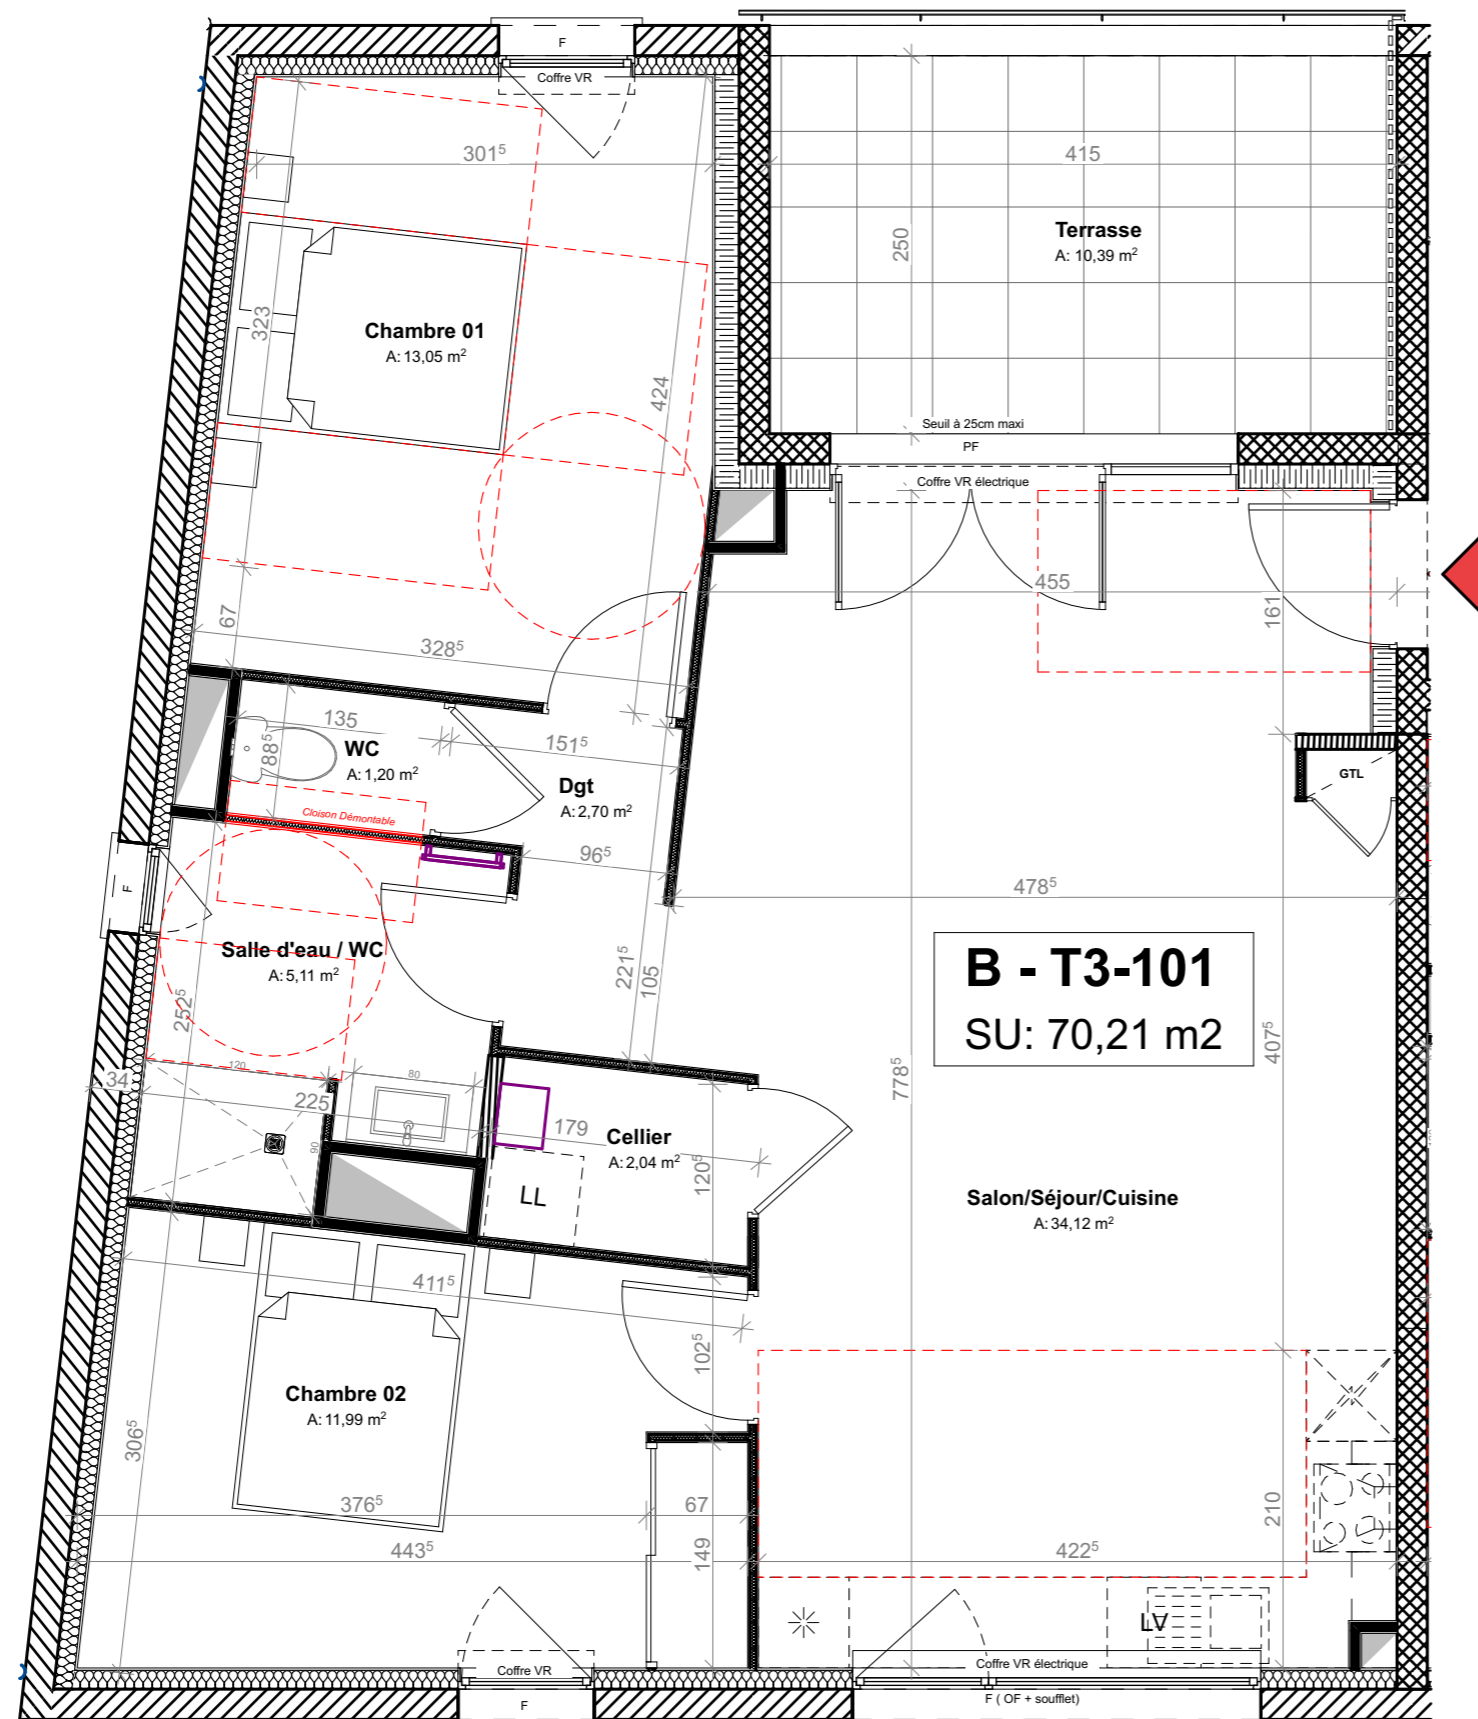 F
Coffre VR
301⁵
415
250
Terrasse
A: 10,39 m²
323
Chambre 01
A: 13,05 m²
424
Seuil à 25cm maxi
PF
Coffre VR électrique
455
161
67
328⁵
135
88⁵
WC
A: 1,20 m²
151⁵
Dgt
A: 2,70 m²
GTL
Cloison Démontable
96⁵
478⁵
F
Salle d'eau / WC
A: 5,11 m²
252⁵
221⁵
105
B - T3-101
SU: 70,21 m2
407⁵
778⁵
34
120
225
80
90
179
Cellier
A: 2,04 m²
120⁵
LL
Salon/Séjour/Cuisine
A: 34,12 m²
411⁵
102⁵
Chambre 02
A: 11,99 m²
306⁵
376⁵
67
149
443⁵
422⁵
210
LV
Coffre VR
F
Coffre VR électrique
F ( OF + soufflet)